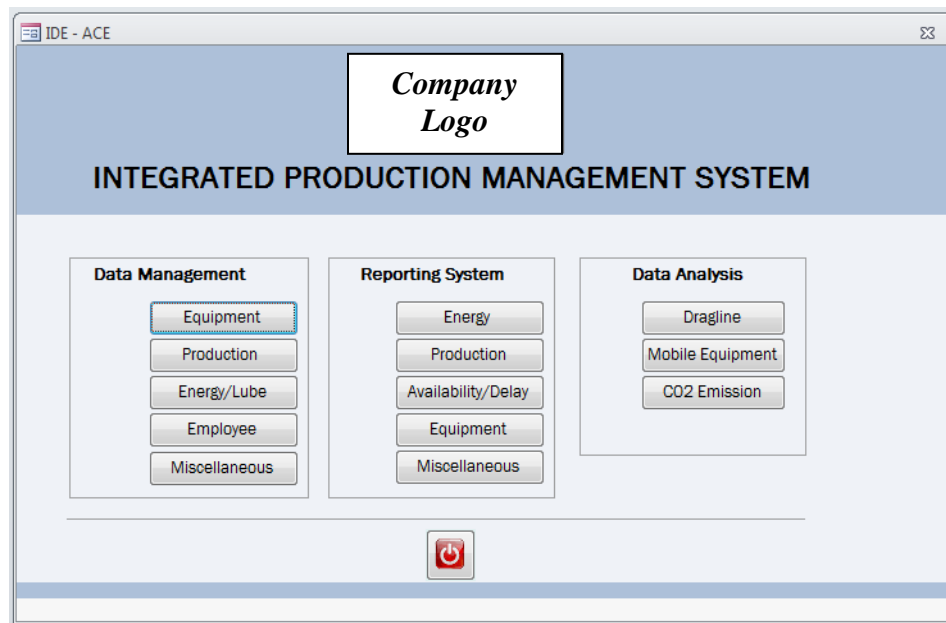 IDE - ACE
Company
Logo
INTEGRATED PRODUCTION MANAGEMENT SYSTEM
Data Management
Equipment
Production
Energy/Lube
Employee
Miscellaneous
Reporting System
Energy
Production
Availability/Delay
Equipment
Miscellaneous
Data Analysis
Dragline
Mobile Equipment
CO2 Emission